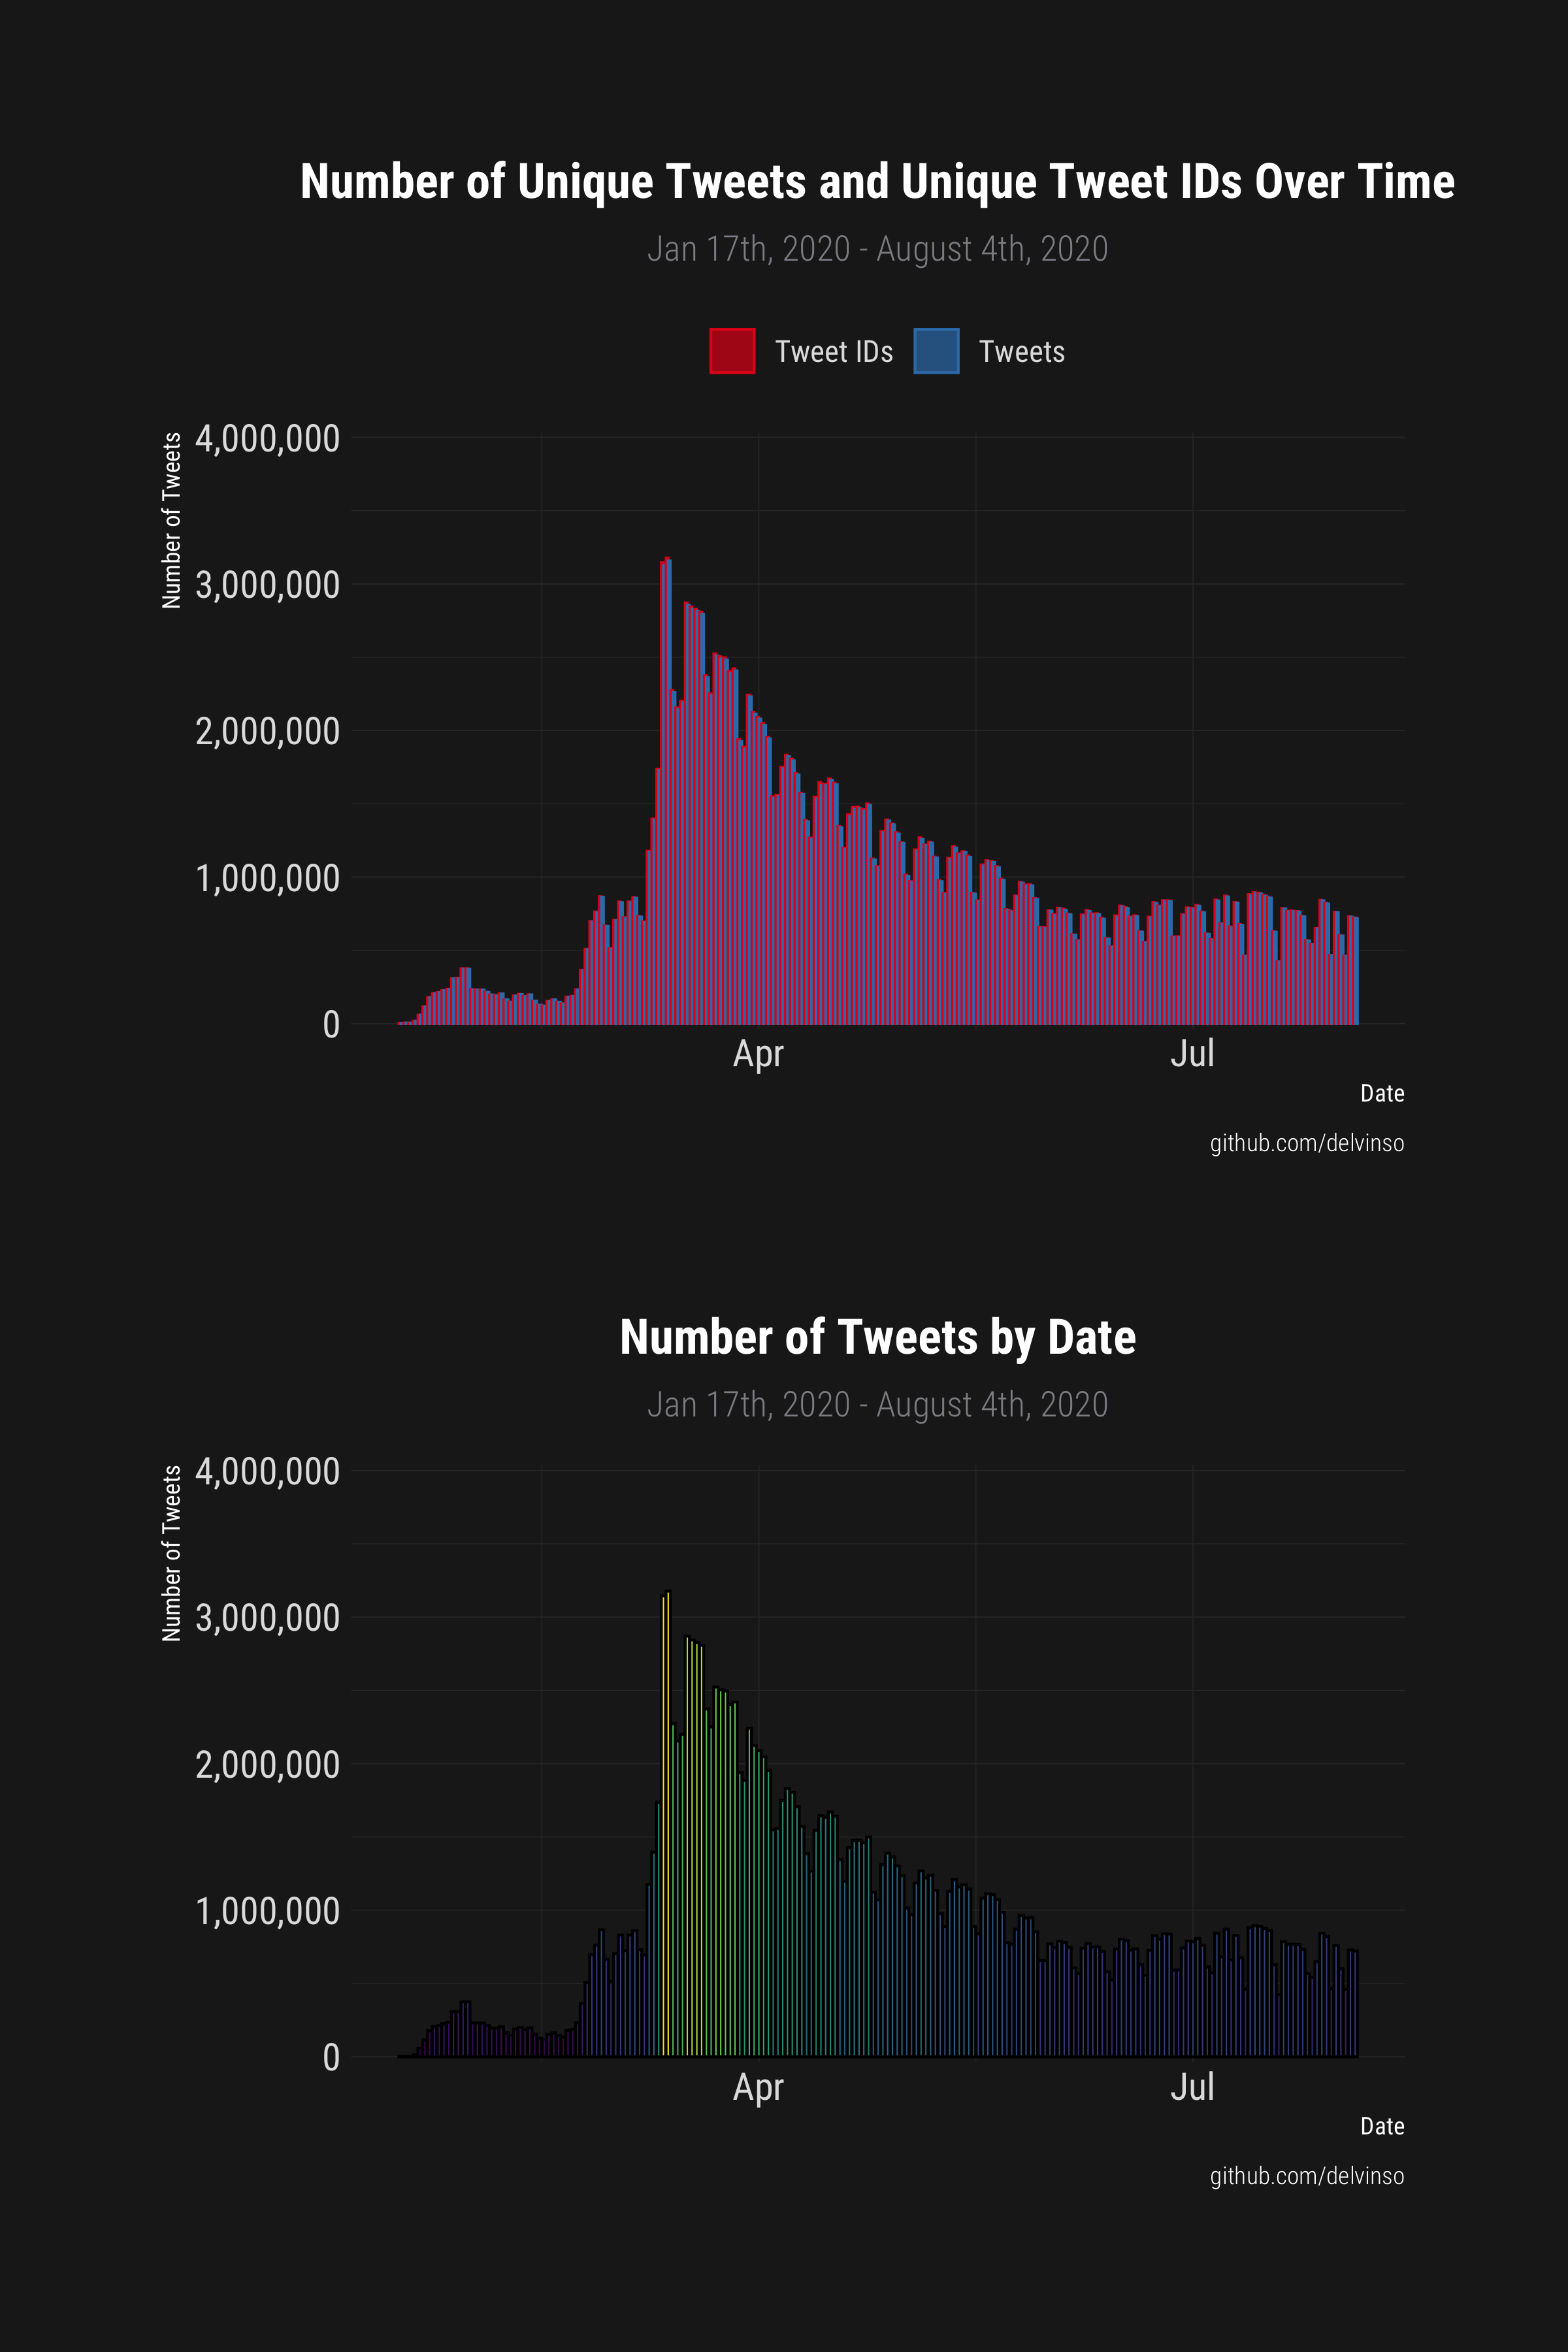 Number of Unique Tweets and Unique Tweet IDs Over Time
Jan 17th, 2020 - August 4th, 2020
Tweet IDs Tweets
Number of Tweets
4,000,000
3,000,000
2,000,000
1,000,000
0
Apr Jul
Date
github.com/delvinso
Number of Tweets by Date
Jan 17th, 2020 - August 4th, 2020
Number of Tweets
4,000,000
3,000,000
2,000,000
1,000,000
0
Apr Jul
Date
github.com/delvinso